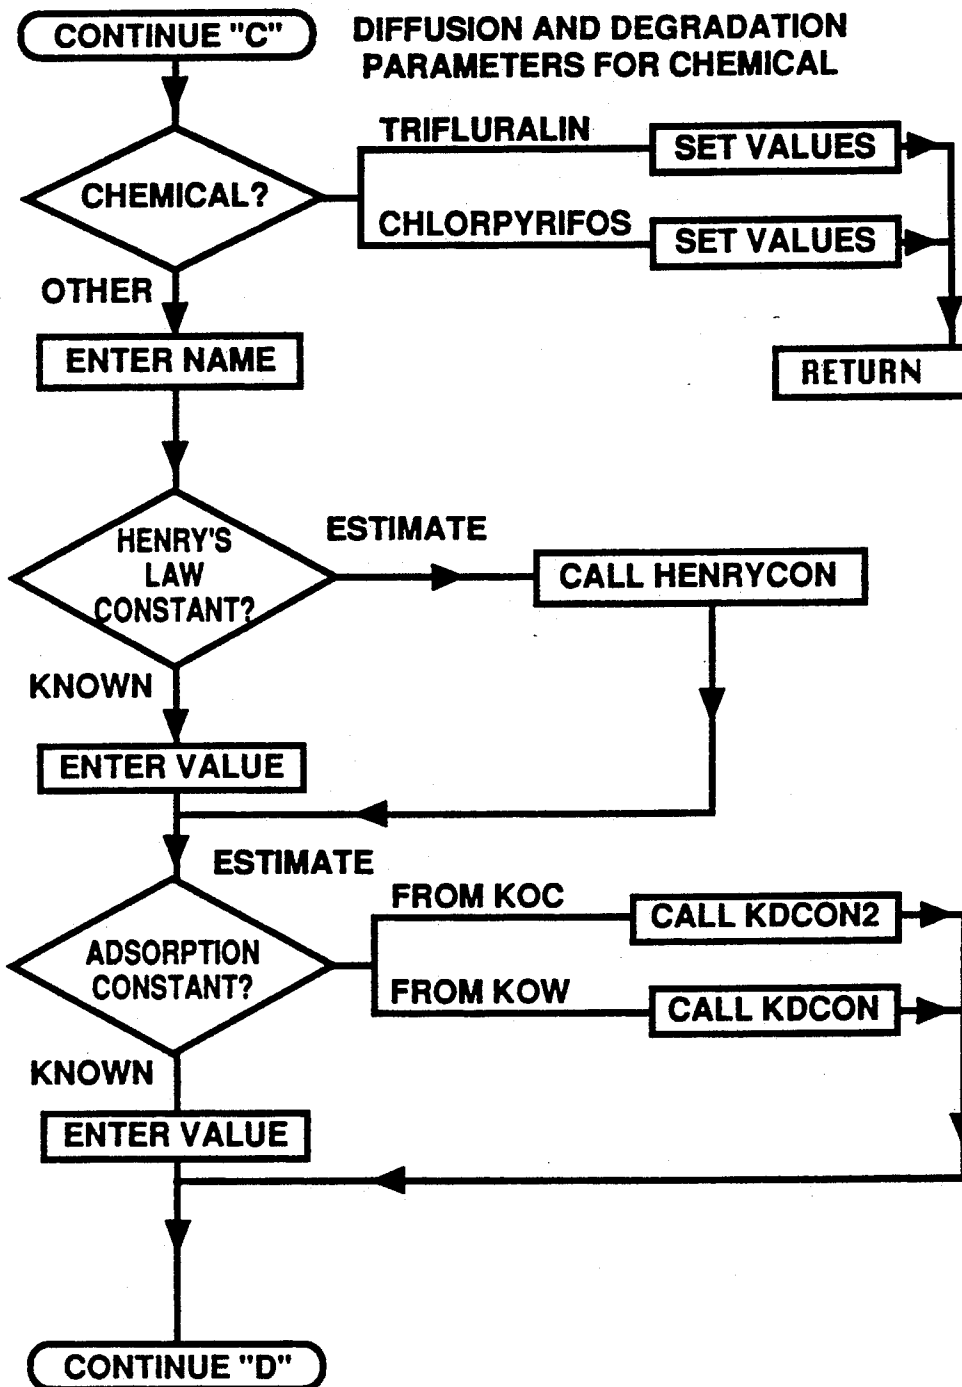 CONTINUE "C"
DIFFUSION AND DEGRADATION
PARAMETERS FOR CHEMICAL
TRIFLURALIN
SET VALUES
CHEMICAL?
CHLORPYRIFOS
SET VALUES
OTHER
ENTER NAME
RETURN
HENRY'S
LAW
CONSTANT?
ESTIMATE
CALL HENRYCON
KNOWN
ENTER VALUE
ESTIMATE
FROM KOC
CALL KDCON2
ADSORPTION
CONSTANT?
FROM KOW
CALL KDCON
KNOWN
ENTER VALUE
CONTINUE "D"